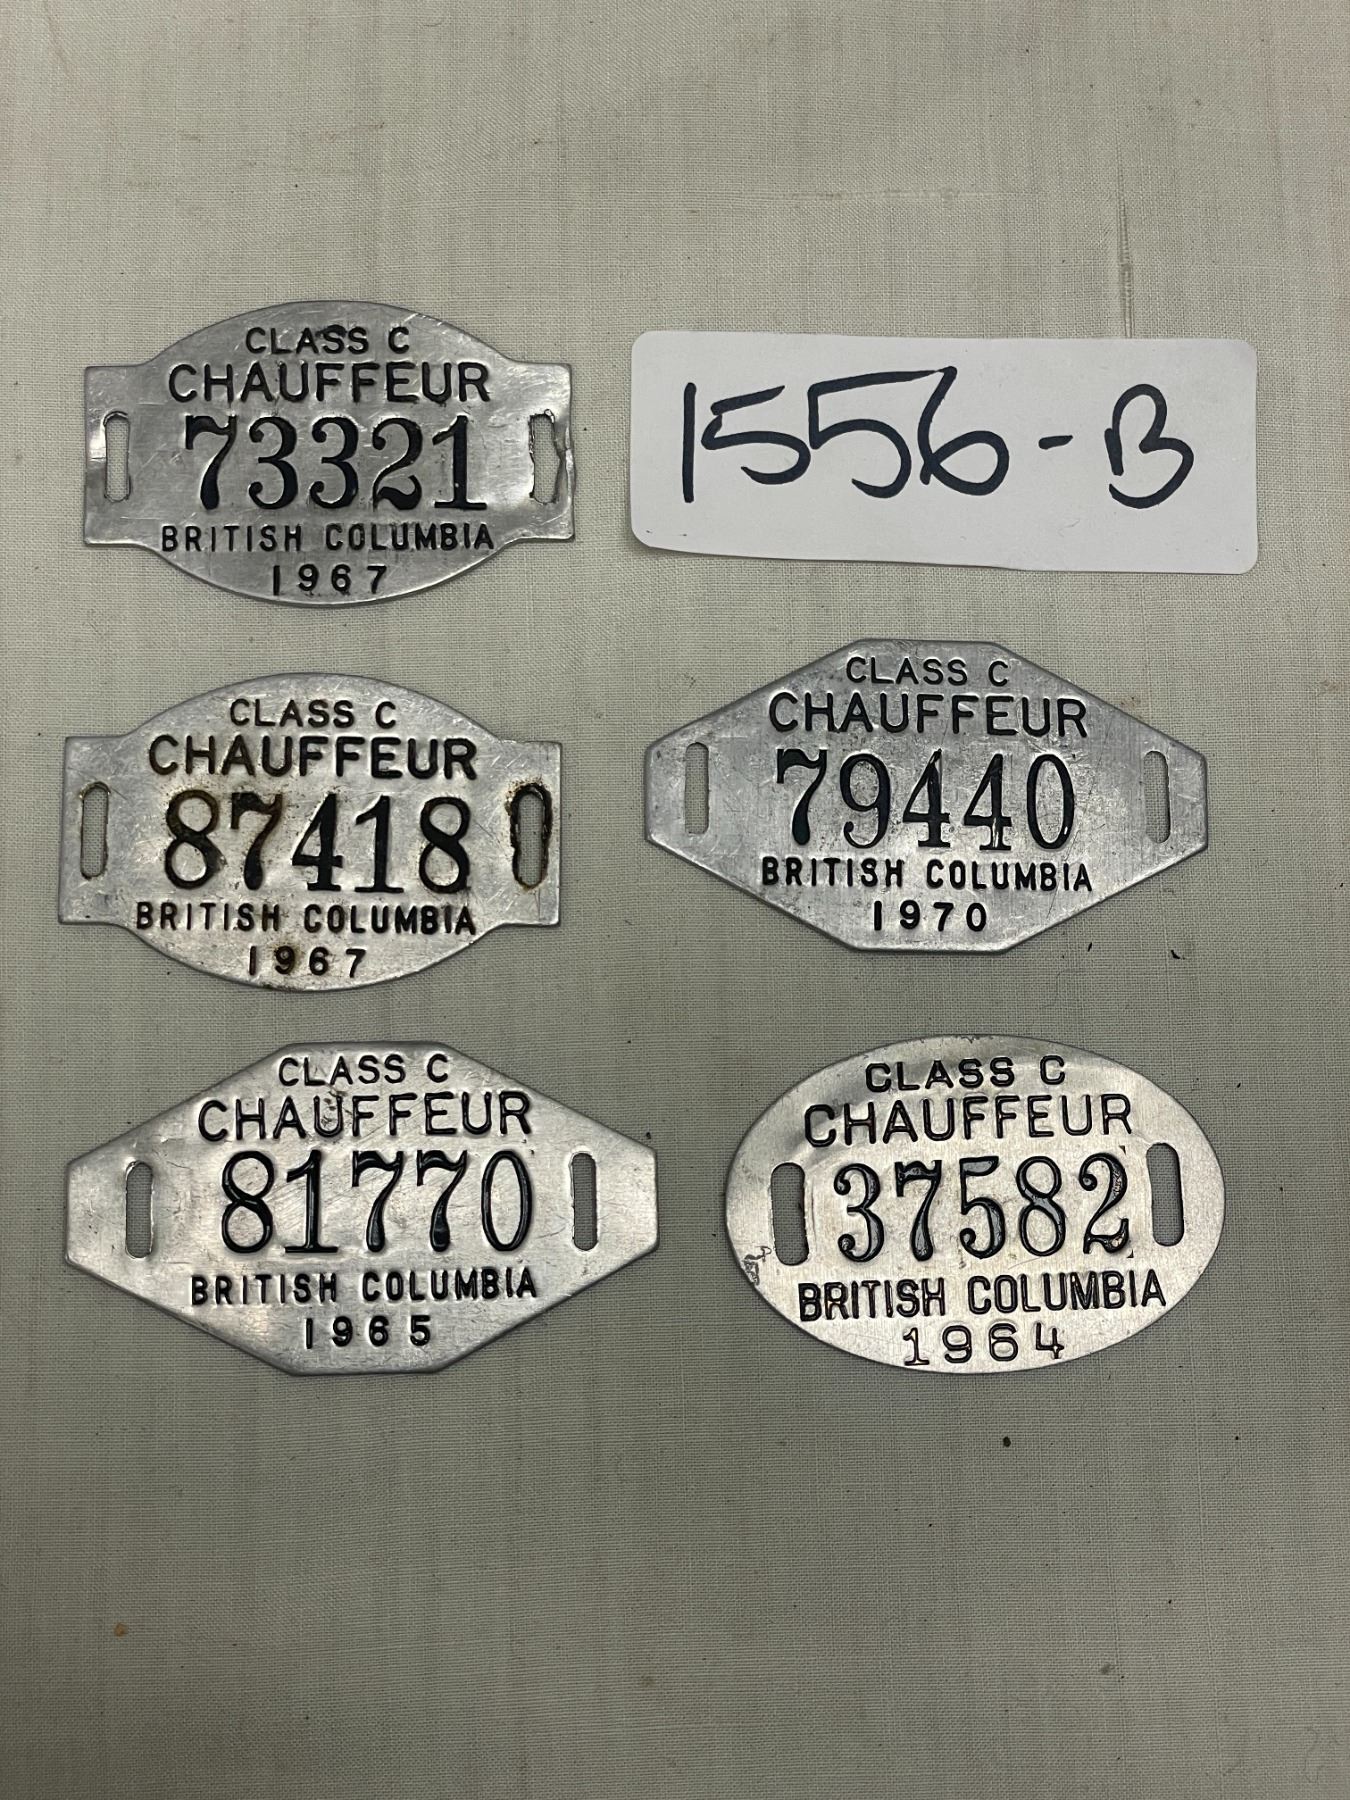 CLASS C
CHAUFFEUR
73321
BRITISH COLUMBIA
1967
1556-B
CLASS C
CHAUFFEUR
87418
BRITISH COLUMBIA
1967
CLASS C
CHAUFFEUR
79440
BRITISH COLUMBIA
1970
CLASS C
CHAUFFEUR
81770
BRITISH COLUMBIA
1965
CLASS C
CHAUFFEUR
37582
BRITISH COLUMBIA
1964